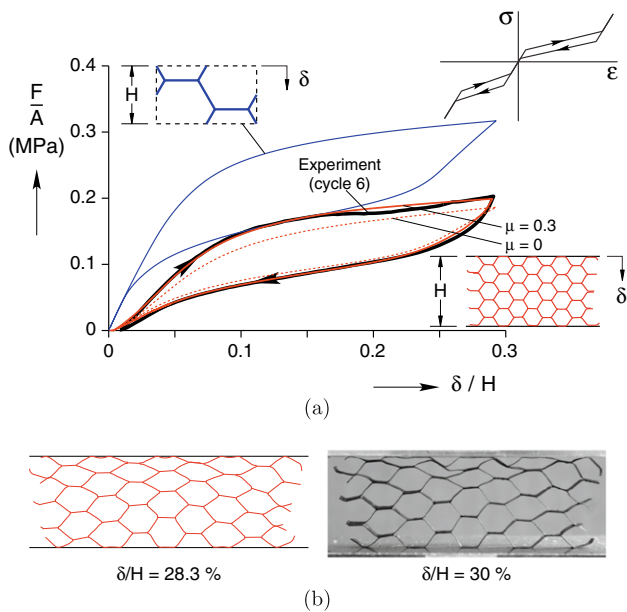 (a)
σ
ε
F
A
(MPa)
0.4
0.3
0.2
0.1
0
H
δ
Experiment
(cycle 6)
μ = 0.3
μ = 0
H
δ
0
0.1
0.2
0.3
δ / H
(a)
(b)
δ/H = 28.3 %
δ/H = 30 %
(b)